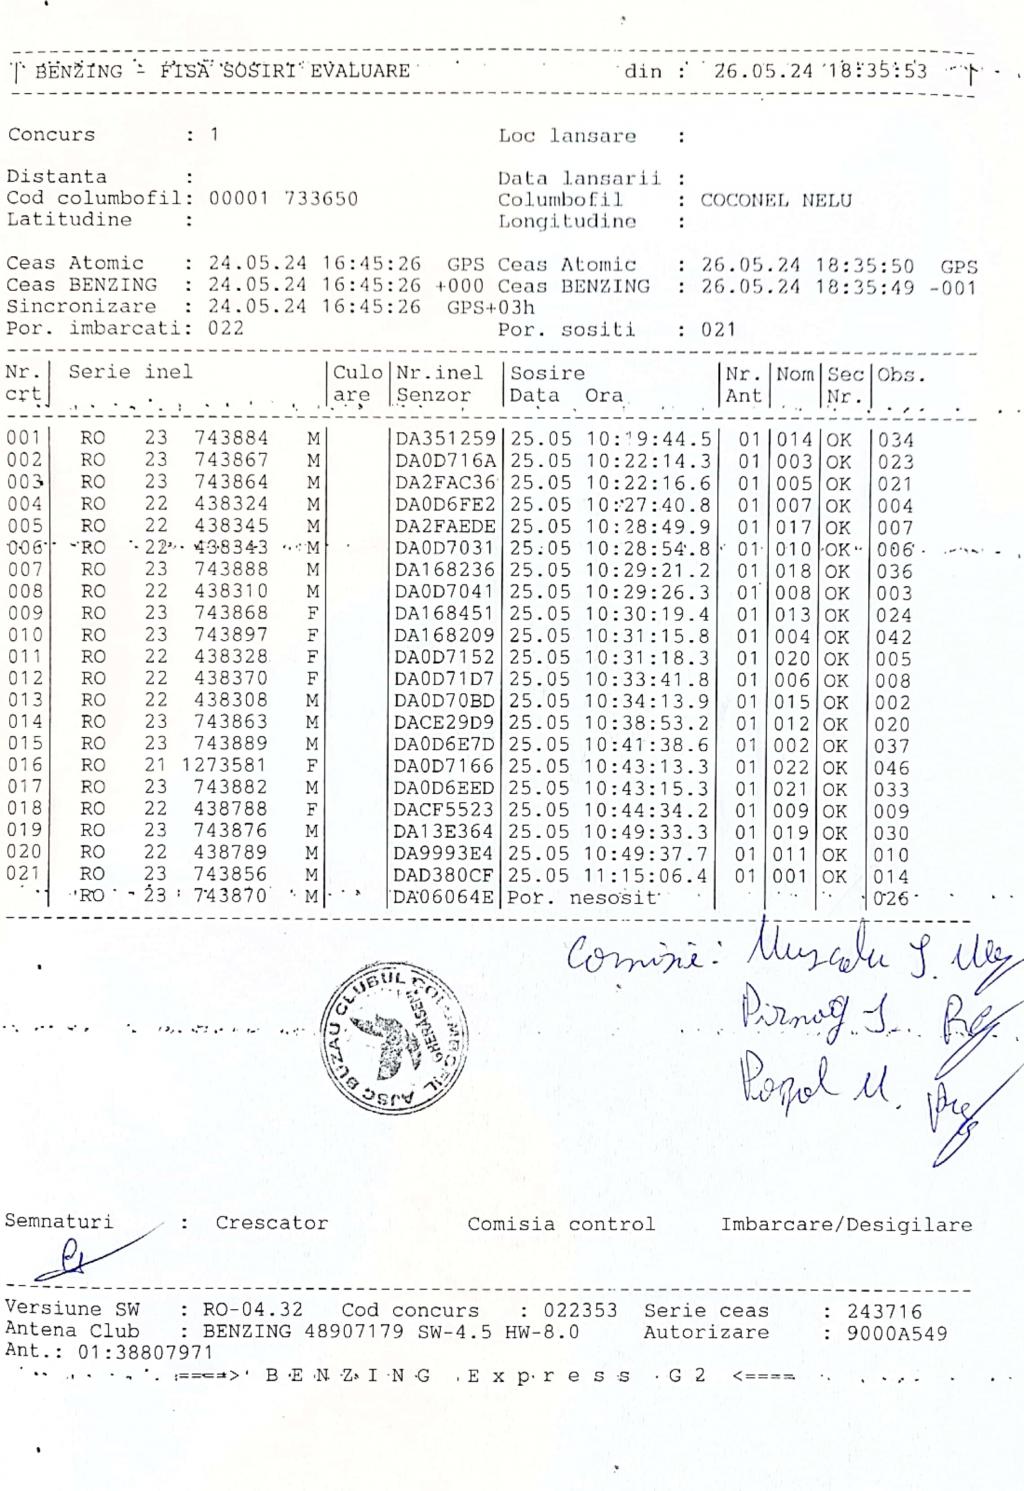 BENZING - FISA SOSIRI EVALUARE din : 26.05.24 18:35:53
Concurs : 1 Loc lansare :
Distanta : Data lansarii :
Cod columbofil: 00001 733650 Columbofil : COCONEL NELU
Latitudine : Longitudine :
Ceas Atomic : 24.05.24 16:45:26 GPS Ceas Atomic : 26.05.24 18:35:50 GPS
Ceas BENZING : 24.05.24 16:45:26 +000 Ceas BENZING : 26.05.24 18:35:49 -001
Sincronizare : 24.05.24 16:45:26 GPS+03h
Por. imbarcati: 022 Por. sositi : 021
Nr. Serie inel Culo Nr.inel Sosire Nr. Nom Sec Obs.
crt are Senzor Data Ora Ant Nr.
001 RO 23 743884 M DA351259 25.05 10:19:44.5 01 014 OK 034
002 RO 23 743867 M DA0D716A 25.05 10:22:14.3 01 003 OK 023
003 RO 23 743864 M DA2FAC36 25.05 10:22:16.6 01 005 OK 021
004 RO 22 438324 M DA0D6FE2 25.05 10:27:40.8 01 007 OK 004
005 RO 22 438345 M DA2FAEDE 25.05 10:28:49.9 01 017 OK 007
006 RO 22 438343 M DA0D7031 25.05 10:28:54.8 01 010 OK 006
007 RO 23 743888 M DA168236 25.05 10:29:21.2 01 018 OK 036
008 RO 22 438310 M DA0D7041 25.05 10:29:26.3 01 008 OK 003
009 RO 23 743868 F DA168451 25.05 10:30:19.4 01 013 OK 024
010 RO 23 743897 F DA168209 25.05 10:31:15.8 01 004 OK 042
011 RO 22 438328 F DA0D7152 25.05 10:31:18.3 01 020 OK 005
012 RO 22 438370 F DA0D71D7 25.05 10:33:41.8 01 006 OK 008
013 RO 22 438308 M DA0D70BD 25.05 10:34:13.9 01 015 OK 002
014 RO 23 743863 M DACE29D9 25.05 10:38:53.2 01 012 OK 020
015 RO 23 743889 M DA0D6E7D 25.05 10:41:38.6 01 002 OK 037
016 RO 21 1273581 F DA0D7166 25.05 10:43:13.3 01 022 OK 046
017 RO 23 743882 M DA0D6EED 25.05 10:43:15.3 01 021 OK 033
018 RO 22 438788 F DACF5523 25.05 10:44:34.2 01 009 OK 009
019 RO 23 743876 M DA13E364 25.05 10:49:33.3 01 019 OK 030
020 RO 22 438789 M DA9993E4 25.05 10:49:37.7 01 011 OK 010
021 RO 23 743856 M DAD380CF 25.05 11:15:06.4 01 001 OK 014
RO 23 743870 M DA06064E Por. nesosit 026
Comisie: Muscalu S.
Pirnog I.
Popol M.
AJSC BUZAU CLUBUL COLUMBOFIL
GHERASENI
Semnaturi : Crescator Comisia control Imbarcare/Desigilare
Versiune SW : RO-04.32 Cod concurs : 022353 Serie ceas : 243716
Antena Club : BENZING 48907179 SW-4.5 HW-8.0 Autorizare : 9000A549
Ant.: 01:38807971
====> B E N Z I N G E x p r e s s G 2 <====